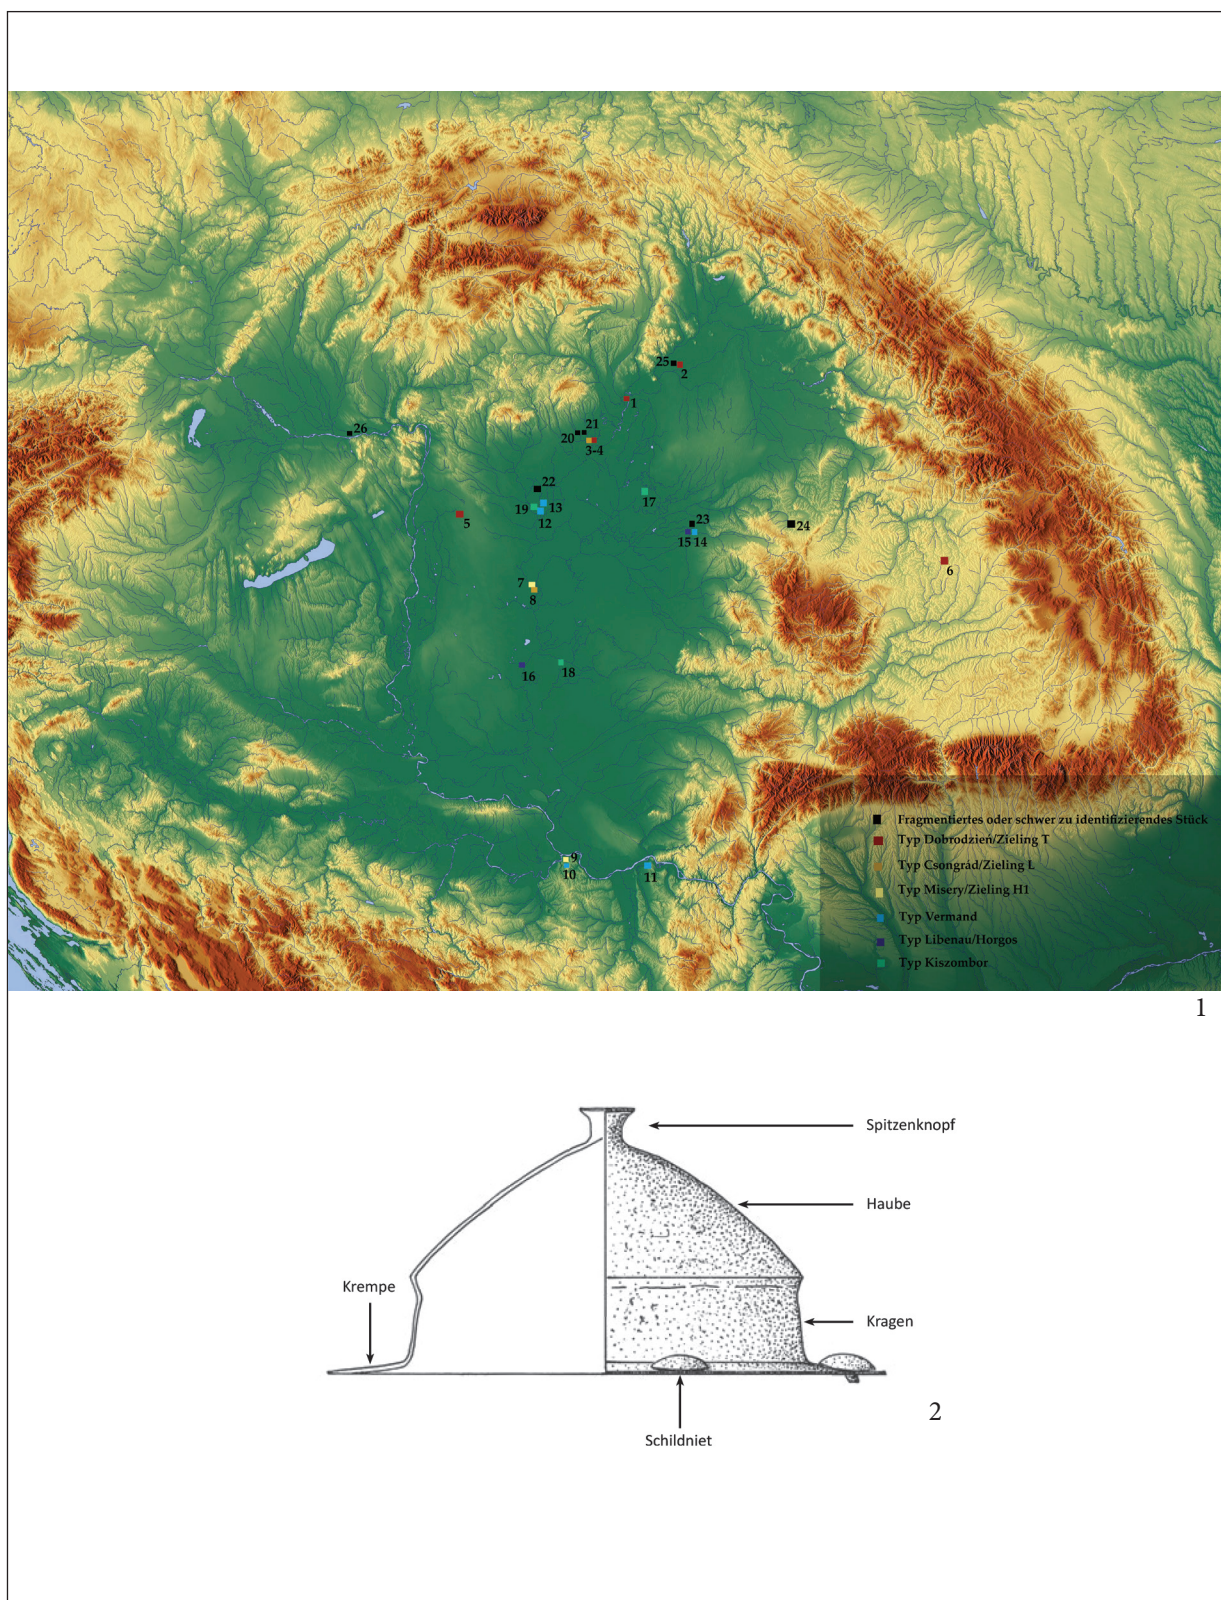 25
2
1
20
21
3-4
26
22
13
19
12
5
17
23
15 14
24
6
7
8
16
18
9
10
11
Fragmentiertes oder schwer zu identifizierendes Stück
Typ Dobrodzień/Zieling T
Typ Csongrád/Zieling L
Typ Misery/Zieling H1
Typ Vermand
Typ Libenau/Horgos
Typ Kiszombor
1
Spitzenknopf
Haube
Krempe
Kragen
2
Schildniet